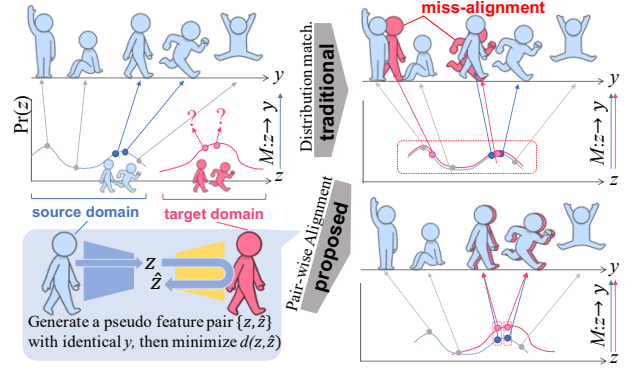 y
Pr(z)
? ?
M:z→ y
z
source domain
target domain
z
ẑ
Generate a pseudo feature pair {z,ẑ}
with identical y, then minimize d(z,ẑ)
Distribution match.
traditional
Pair-wise Alignment
proposed
miss-alignment
y
M:z→ y
z
y
M:z→ y
z